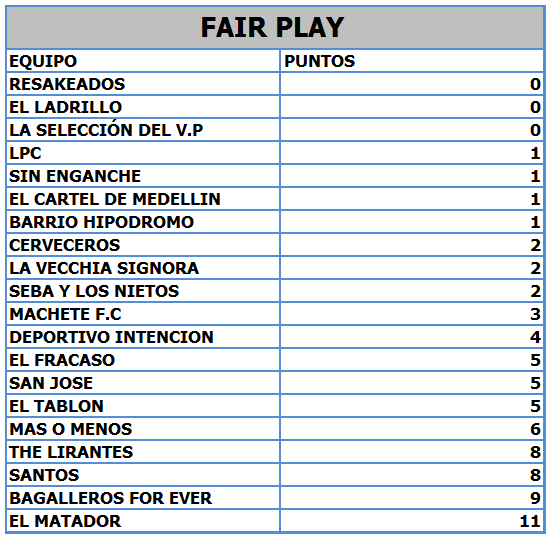 FAIR PLAY
EQUIPO PUNTOS
RESAKEADOS 0
EL LADRILLO 0
LA SELECCIÓN DEL V.P 0
LPC 1
SIN ENGANCHE 1
EL CARTEL DE MEDELLIN 1
BARRIO HIPODROMO 1
CERVECEROS 2
LA VECCHIA SIGNORA 2
SEBA Y LOS NIETOS 2
MACHETE F.C 3
DEPORTIVO INTENCION 4
EL FRACASO 5
SAN JOSE 5
EL TABLON 5
MAS O MENOS 6
THE LIRANTES 8
SANTOS 8
BAGALLEROS FOR EVER 9
EL MATADOR 11